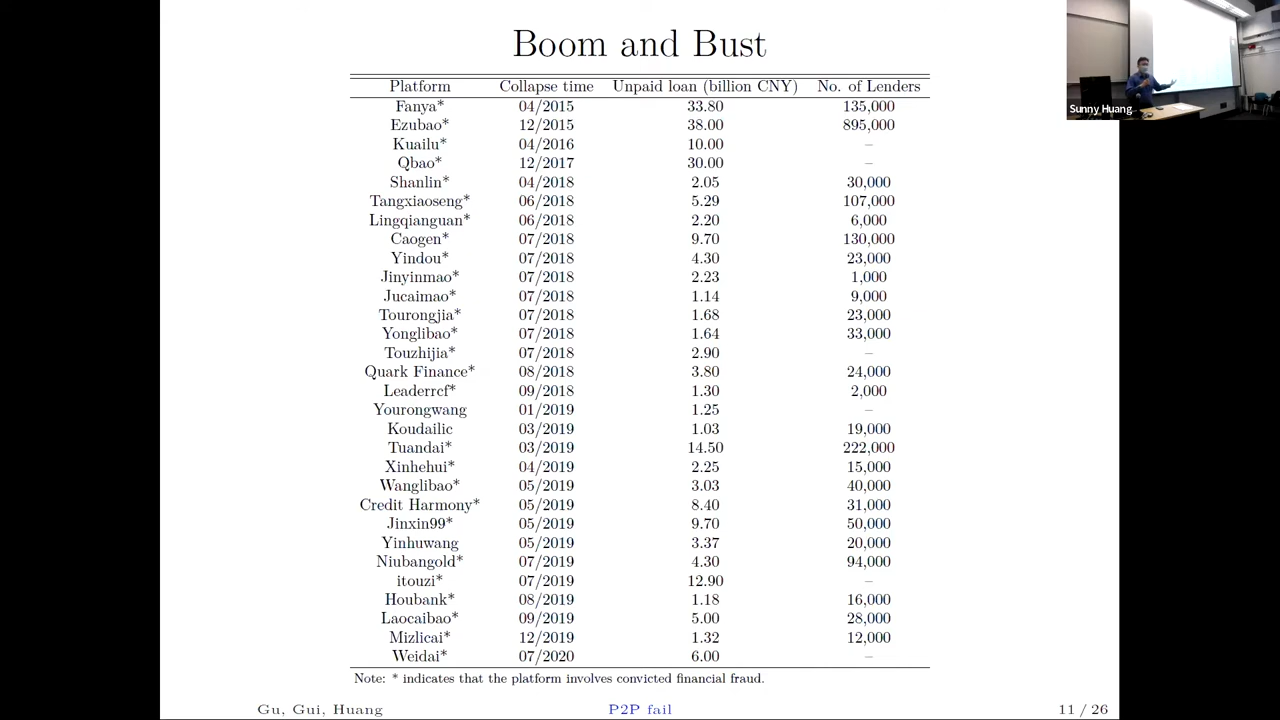 Boom and Bust
Sunny Huang
Platform Collapse time Unpaid loan (billion CNY) No. of Lenders
Fanya* 04/2015 33.80 135,000
Ezubao* 12/2015 38.00 895,000
Kuailu* 04/2016 10.00 –
Qbao* 12/2017 30.00 –
Shanlin* 04/2018 2.05 30,000
Tangxiaoseng* 06/2018 5.29 107,000
Lingqianguan* 06/2018 2.20 6,000
Caogen* 07/2018 9.70 130,000
Yindou* 07/2018 4.30 23,000
Jinyinmao* 07/2018 2.23 1,000
Jucaimao* 07/2018 1.14 9,000
Tourongjia* 07/2018 1.68 23,000
Yonglibao* 07/2018 1.64 33,000
Touzhijia* 07/2018 2.90 –
Quark Finance* 08/2018 3.80 24,000
Leaderrcf* 09/2018 1.30 2,000
Yourongwang 01/2019 1.25 –
Koudailic 03/2019 1.03 19,000
Tuandai* 03/2019 14.50 222,000
Xinhehui* 04/2019 2.25 15,000
Wanglibao* 05/2019 3.03 40,000
Credit Harmony* 05/2019 8.40 31,000
Jinxin99* 05/2019 9.70 50,000
Yinhuwang 05/2019 3.37 20,000
Niubangold* 07/2019 4.30 94,000
itouzi* 07/2019 12.90 –
Houbank* 08/2019 1.18 16,000
Laocaibao* 09/2019 5.00 28,000
Mizlicai* 12/2019 1.32 12,000
Weidai* 07/2020 6.00 –
Note: * indicates that the platform involves convicted financial fraud.
Gu, Gui, Huang P2P fail 11 / 26